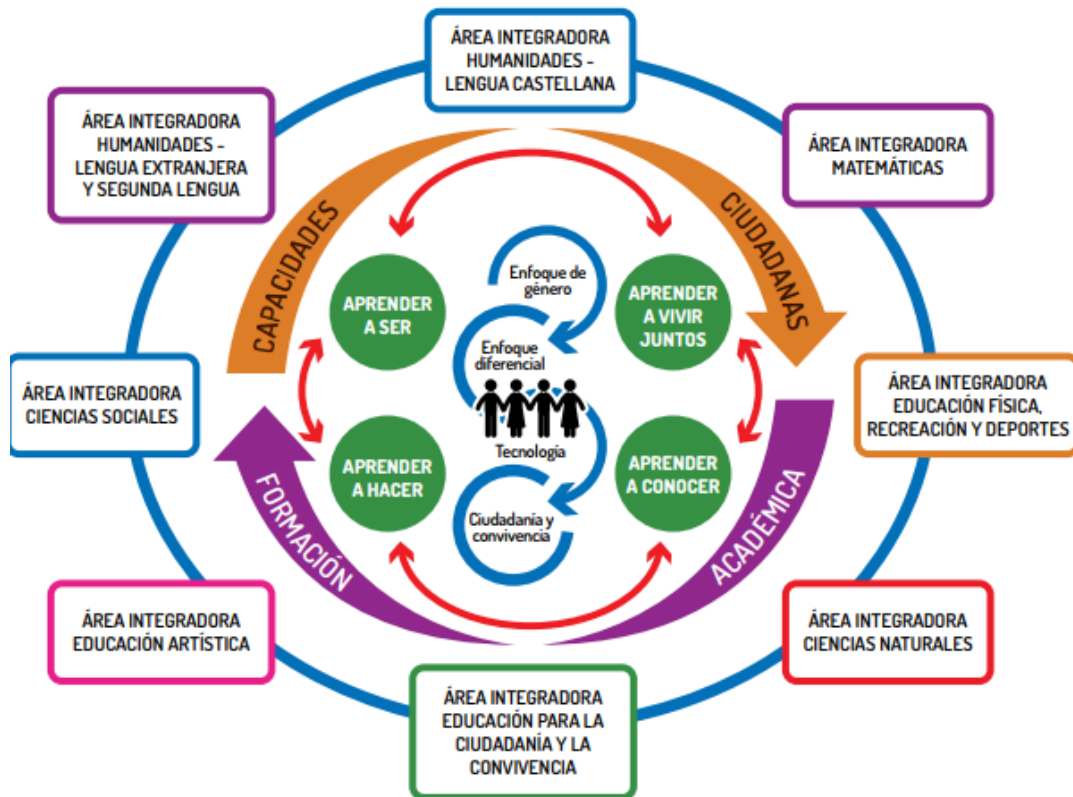 ÁREA INTEGRADORA
HUMANIDADES -
LENGUA CASTELLANA
ÁREA INTEGRADORA
HUMANIDADES -
LENGUA EXTRANJERA
Y SEGUNDA LENGUA
ÁREA INTEGRADORA
MATEMÁTICAS
CAPACIDADES
CIUDADANAS
Enfoque de
género
APRENDER
A SER
APRENDER
A VIVIR
JUNTOS
Enfoque
diferencial
ÁREA INTEGRADORA
CIENCIAS SOCIALES
ÁREA INTEGRADORA
EDUCACIÓN FÍSICA,
RECREACIÓN Y DEPORTES
Tecnología
APRENDER
A HACER
APRENDER
A CONOCER
Ciudadanía y
convivencia
FORMACIÓN
ACADÉMICA
ÁREA INTEGRADORA
EDUCACIÓN ARTÍSTICA
ÁREA INTEGRADORA
CIENCIAS NATURALES
ÁREA INTEGRADORA
EDUCACIÓN PARA LA
CIUDADANÍA Y LA
CONVIVENCIA